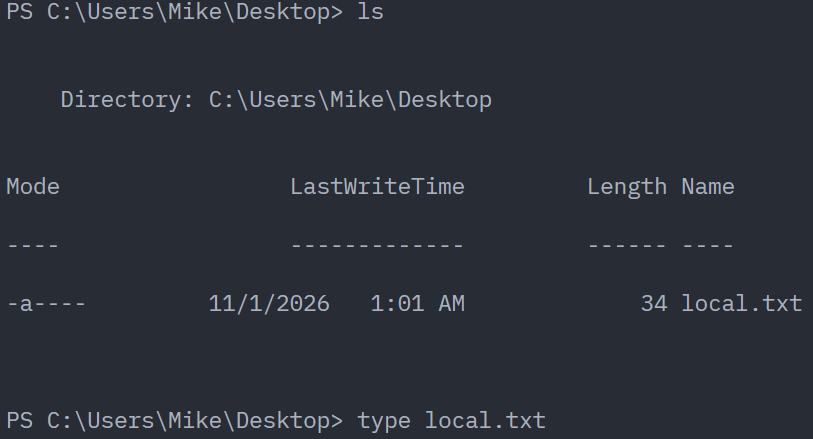 PS C:\Users\Mike\Desktop> ls
Directory: C:\Users\Mike\Desktop
Mode                 LastWriteTime         Length Name
----                 -------------         ------ ----
-a----         11/1/2026   1:01 AM             34 local.txt
PS C:\Users\Mike\Desktop> type local.txt